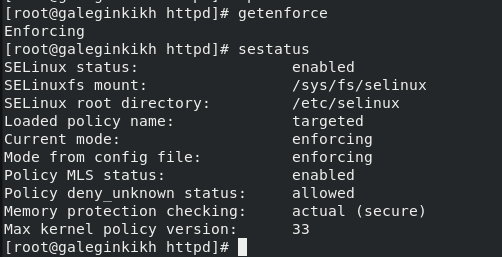 [root@galeginkikh httpd]# getenforce
Enforcing
[root@galeginkikh httpd]# sestatus
SELinux status:                 enabled
SELinuxfs mount:                /sys/fs/selinux
SELinux root directory:         /etc/selinux
Loaded policy name:             targeted
Current mode:                   enforcing
Mode from config file:          enforcing
Policy MLS status:              enabled
Policy deny_unknown status:     allowed
Memory protection checking:     actual (secure)
Max kernel policy version:      33
[root@galeginkikh httpd]#